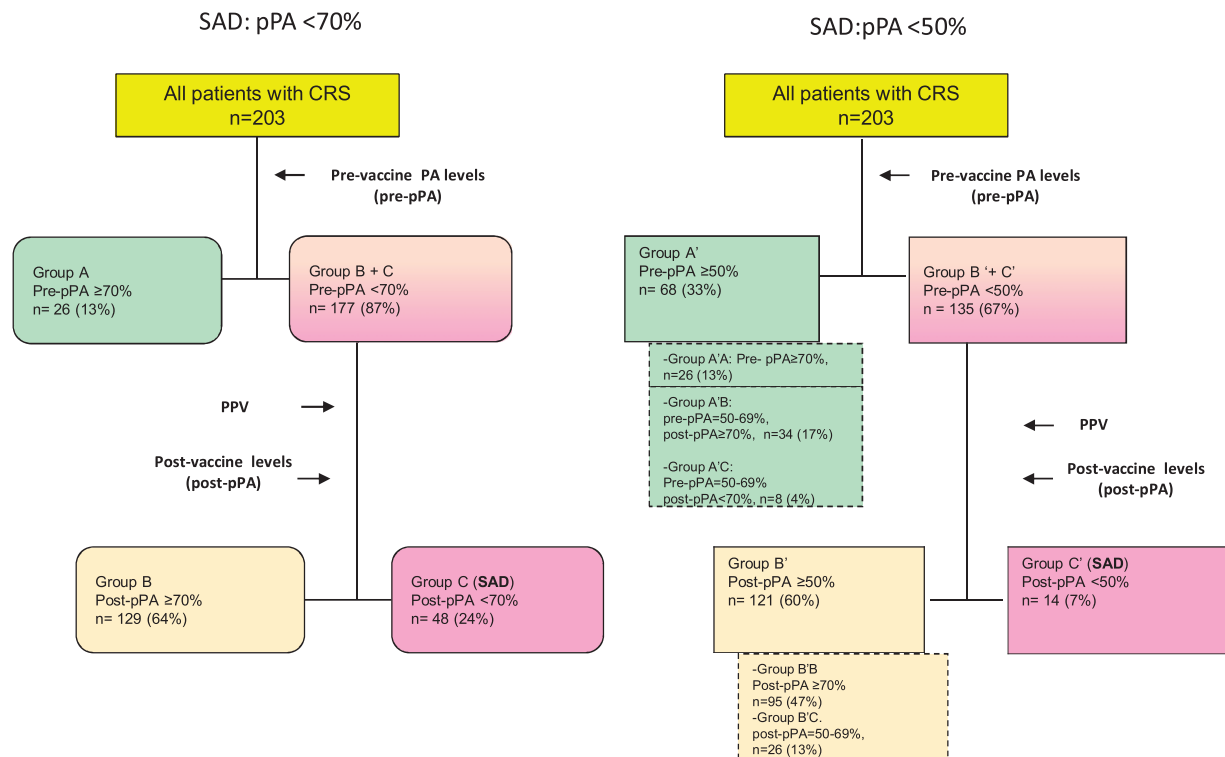 SAD: pPA <70%
All patients with CRS
n=203
Pre-vaccine PA levels
(pre-pPA)
Group A
Pre-pPA ≥70%
n= 26 (13%)
Group B + C
Pre-pPA <70%
n= 177 (87%)
PPV
Post-vaccine levels
(post-pPA)
Group B
Post-pPA ≥70%
n= 129 (64%)
Group C (SAD)
Post-pPA <70%
n= 48 (24%)
SAD:pPA <50%
All patients with CRS
n=203
Pre-vaccine PA levels
(pre-pPA)
Group A’
Pre-pPA ≥50%
n= 68 (33%)
Group B ‘+ C’
Pre-pPA <50%
n = 135 (67%)
-Group A’A: Pre- pPA≥70%,
n=26 (13%)
-Group A’B:
pre-pPA=50-69%,
post-pPA≥70%, n=34 (17%)
-Group A’C:
Pre-pPA=50-69%
post-pPA<70%, n=8 (4%)
PPV
Post-vaccine levels
(post-pPA)
Group B’
Post-pPA ≥50%
n= 121 (60%)
Group C’ (SAD)
Post-pPA <50%
n= 14 (7%)
-Group B’B
Post-pPA ≥70%
n=95 (47%)
-Group B’C.
post-pPA=50-69%,
n=26 (13%)